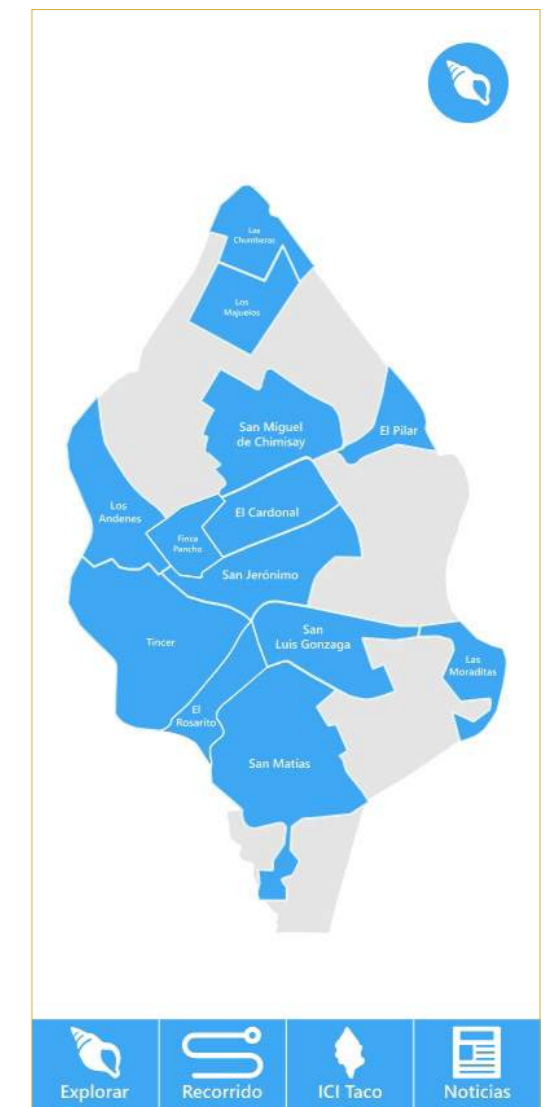 Las
Chumberas
Los
Majuelos
San Miguel
de Chimisay
El Pilar
Los
Andenes
El Cardonal
Finca
Pancho
San Jerónimo
Tincer
San
Luis Gonzaga
Las
Moraditas
El
Rosarito
San Matías
Explorar
Recorrido
ICI Taco
Noticias